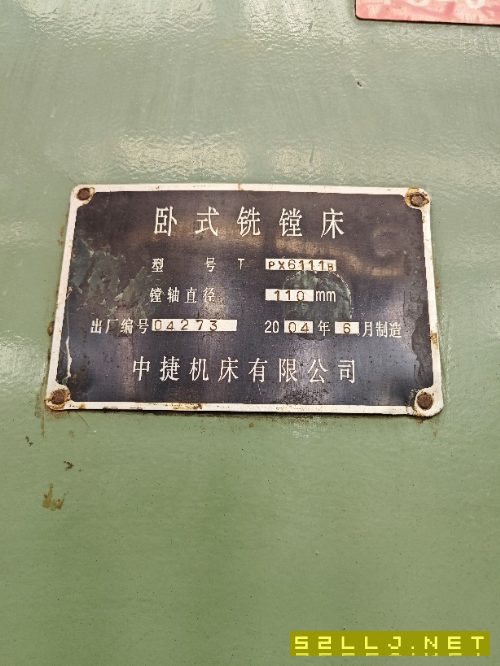 卧式铣镗床
型 号 T PX6111B
镗轴直径 110 mm
出厂编号 04273 2004年6月制造
中捷机床有限公司
52LLJ.NET